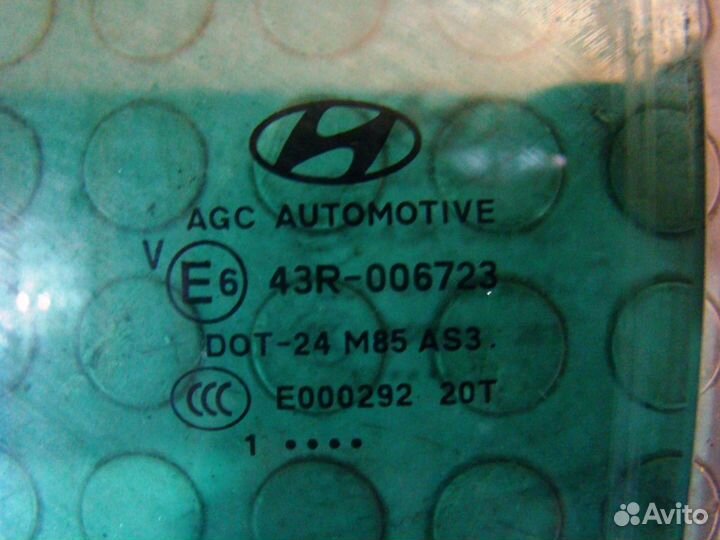 AGC AUTOMOTIVE
V E6 43R-006723
DOT-24 M85 AS3.
CCC E000292 20T
1 ••••
Avito